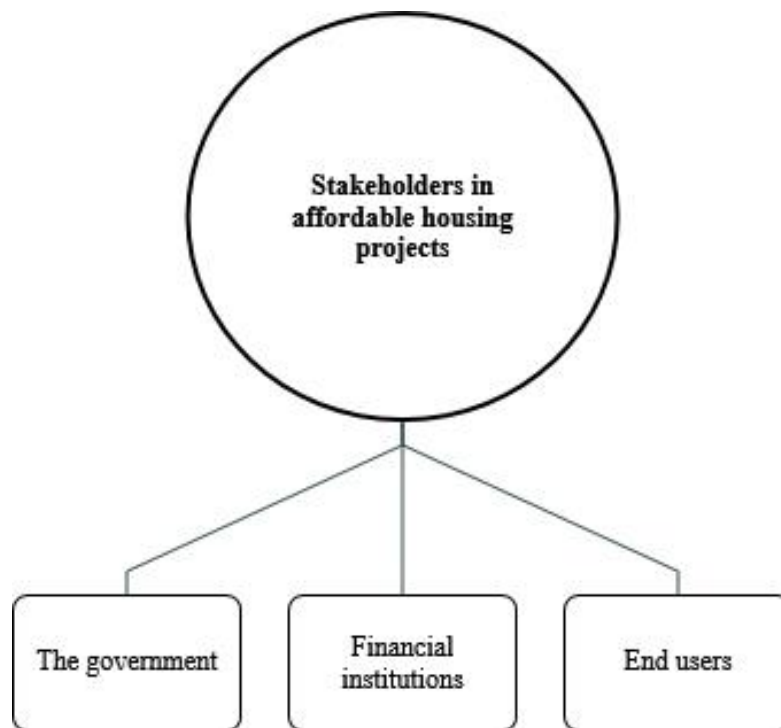 Stakeholders in
affordable housing
projects
The government
Financial
institutions
End users